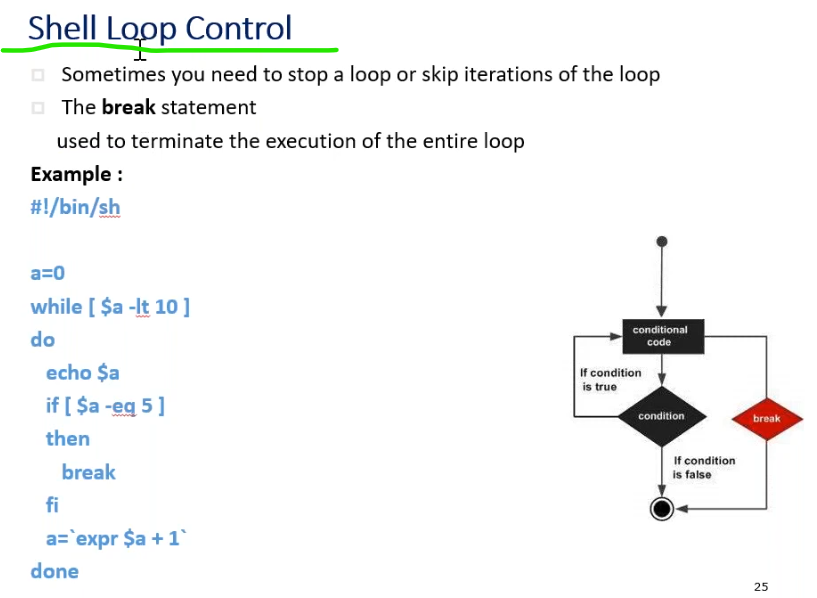 Shell Loop Control
Sometimes you need to stop a loop or skip iterations of the loop
The break statement
used to terminate the execution of the entire loop
Example :
#!/bin/sh
a=0
while [ $a -lt 10 ]
do
echo $a
if [ $a -eq 5 ]
then
break
fi
a=`expr $a + 1`
done
conditional
code
If condition
is true
condition
break
If condition
is false
25